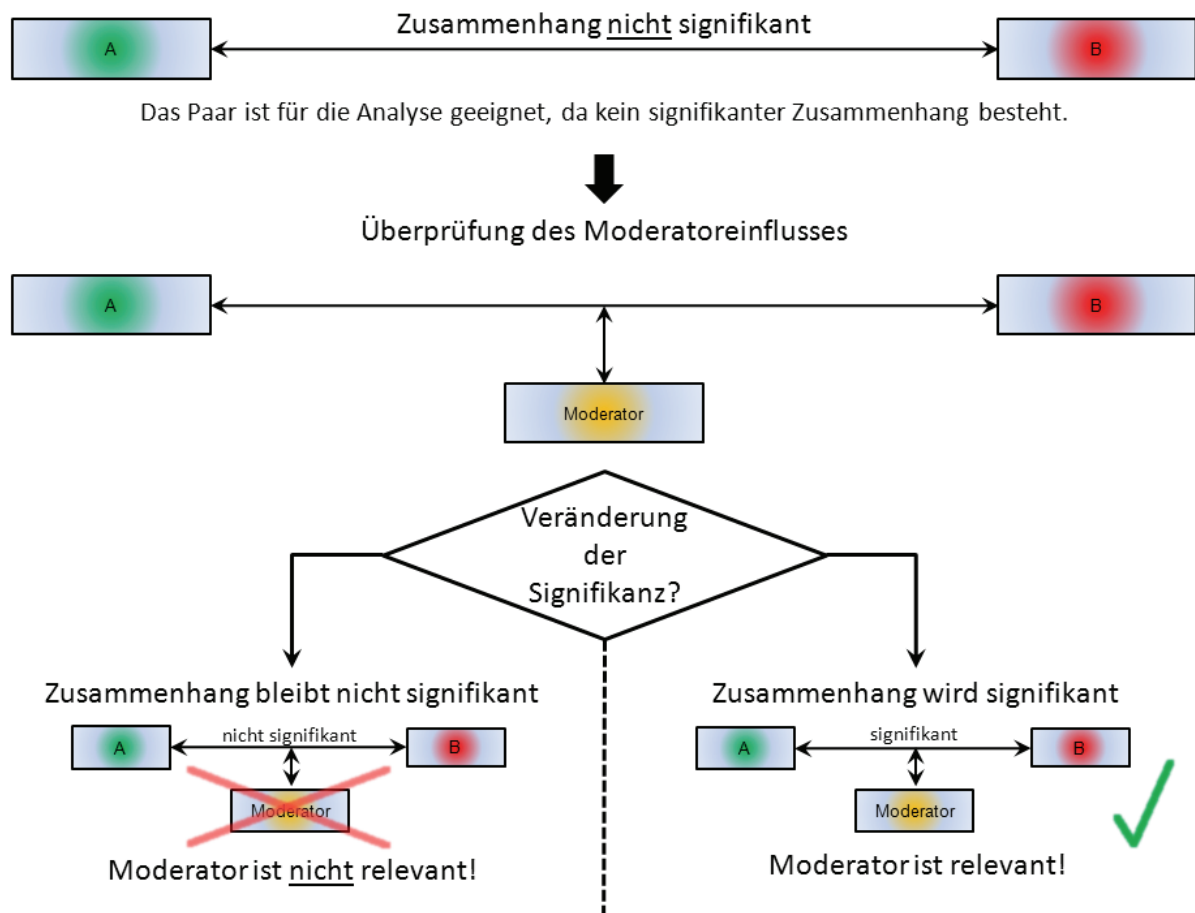 Zusammenhang nicht signifikant
A
B
Das Paar ist für die Analyse geeignet, da kein signifikanter Zusammenhang besteht.
Überprüfung des Moderatoreinflusses
A
B
Moderator
Veränderung
der
Signifikanz?
Zusammenhang bleibt nicht signifikant
A
nicht signifikant
B
Moderator
Moderator ist nicht relevant!
Zusammenhang wird signifikant
A
signifikant
B
Moderator
Moderator ist relevant!